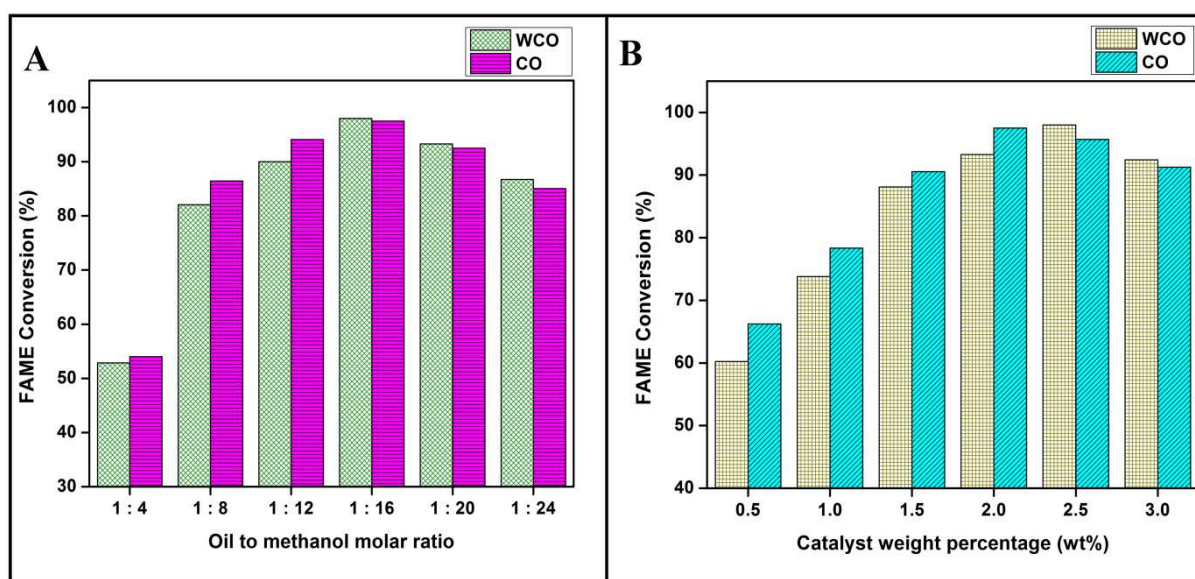 A
WCO
CO
FAME Conversion (%)
100
90
80
70
60
50
40
30
1 : 4 1 : 8 1 : 12 1 : 16 1 : 20 1 : 24
Oil to methanol molar ratio
B
WCO
CO
FAME Conversion (%)
100
90
80
70
60
50
40
0.5 1.0 1.5 2.0 2.5 3.0
Catalyst weight percentage (wt%)